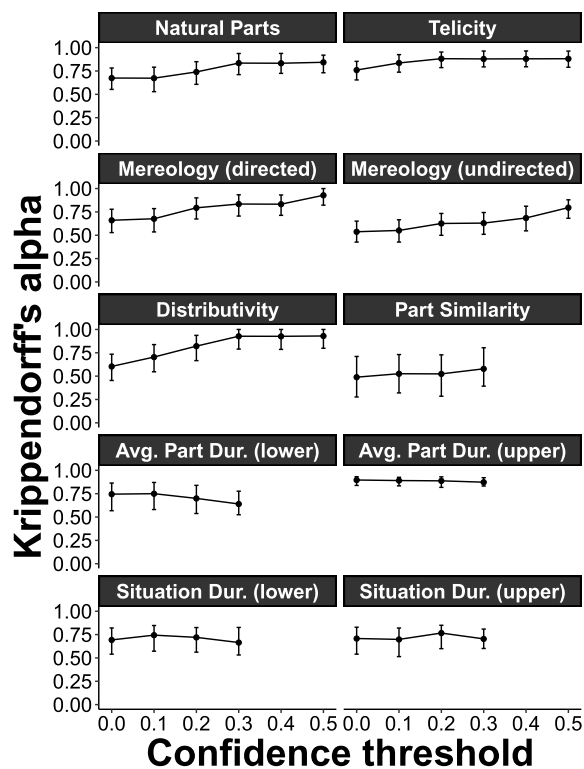 Natural Parts
Telicity
1.00
0.75
0.50
0.25
0.00
Mereology (directed)
Mereology (undirected)
1.00
0.75
0.50
0.25
0.00
Distributivity
Part Similarity
1.00
0.75
0.50
0.25
0.00
Avg. Part Dur. (lower)
Avg. Part Dur. (upper)
1.00
0.75
0.50
0.25
0.00
Situation Dur. (lower)
Situation Dur. (upper)
1.00
0.75
0.50
0.25
0.00
0.0 0.1 0.2 0.3 0.4 0.5
0.0 0.1 0.2 0.3 0.4 0.5
Krippendorff's alpha
Confidence threshold